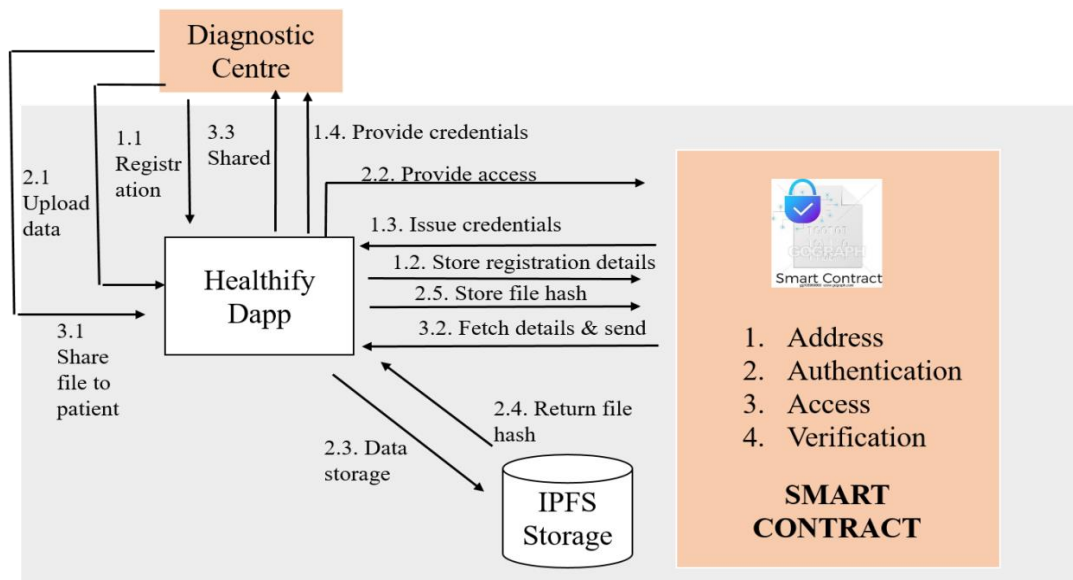 Diagnostic
Centre
1.1
Registr
ation
3.3
Shared
1.4. Provide credentials
2.1
Upload
data
2.2. Provide access
1.3. Issue credentials
1.2. Store registration details
2.5. Store file hash
3.2. Fetch details & send
Healthify
Dapp
3.1
Share
file to
patient
2.4. Return file
hash
2.3. Data
storage
IPFS
Storage
GOGRAPH
Smart Contract
1. Address
2. Authentication
3. Access
4. Verification
SMART
CONTRACT